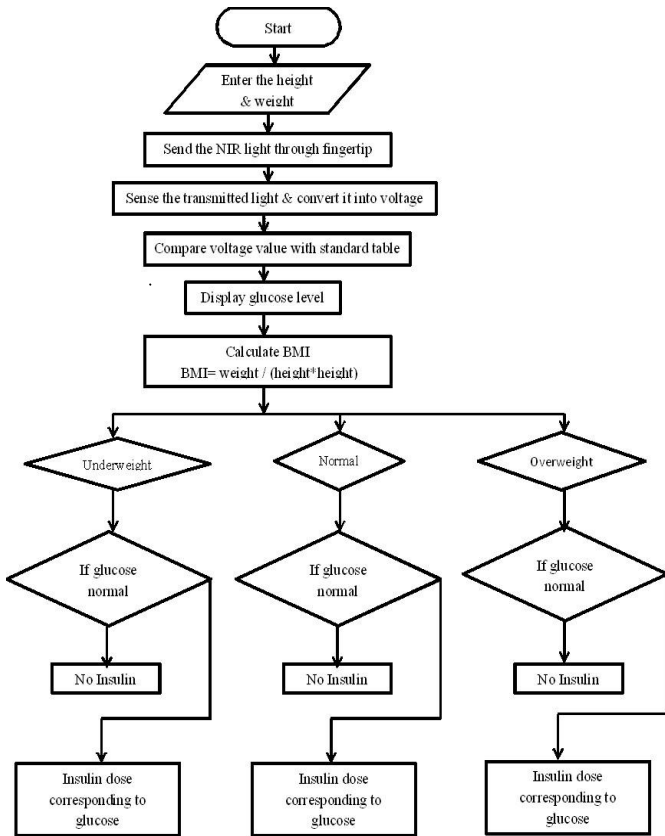 Start
Enter the height
& weight
Send the NIR light through fingertip
Sense the transmitted light & convert it into voltage
Compare voltage value with standard table
Display glucose level
Calculate BMI
BMI= weight / (height*height)
Underweight
Normal
Overweight
If glucose
normal
If glucose
normal
If glucose
normal
No Insulin
No Insulin
No Insulin
Insulin dose
corresponding to
glucose
Insulin dose
corresponding to
glucose
Insulin dose
corresponding to
glucose